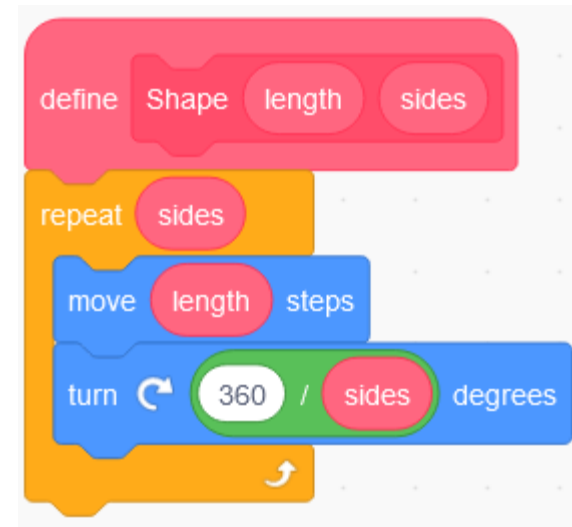 define Shape length sides
repeat sides
move length steps
turn 360 / sides degrees